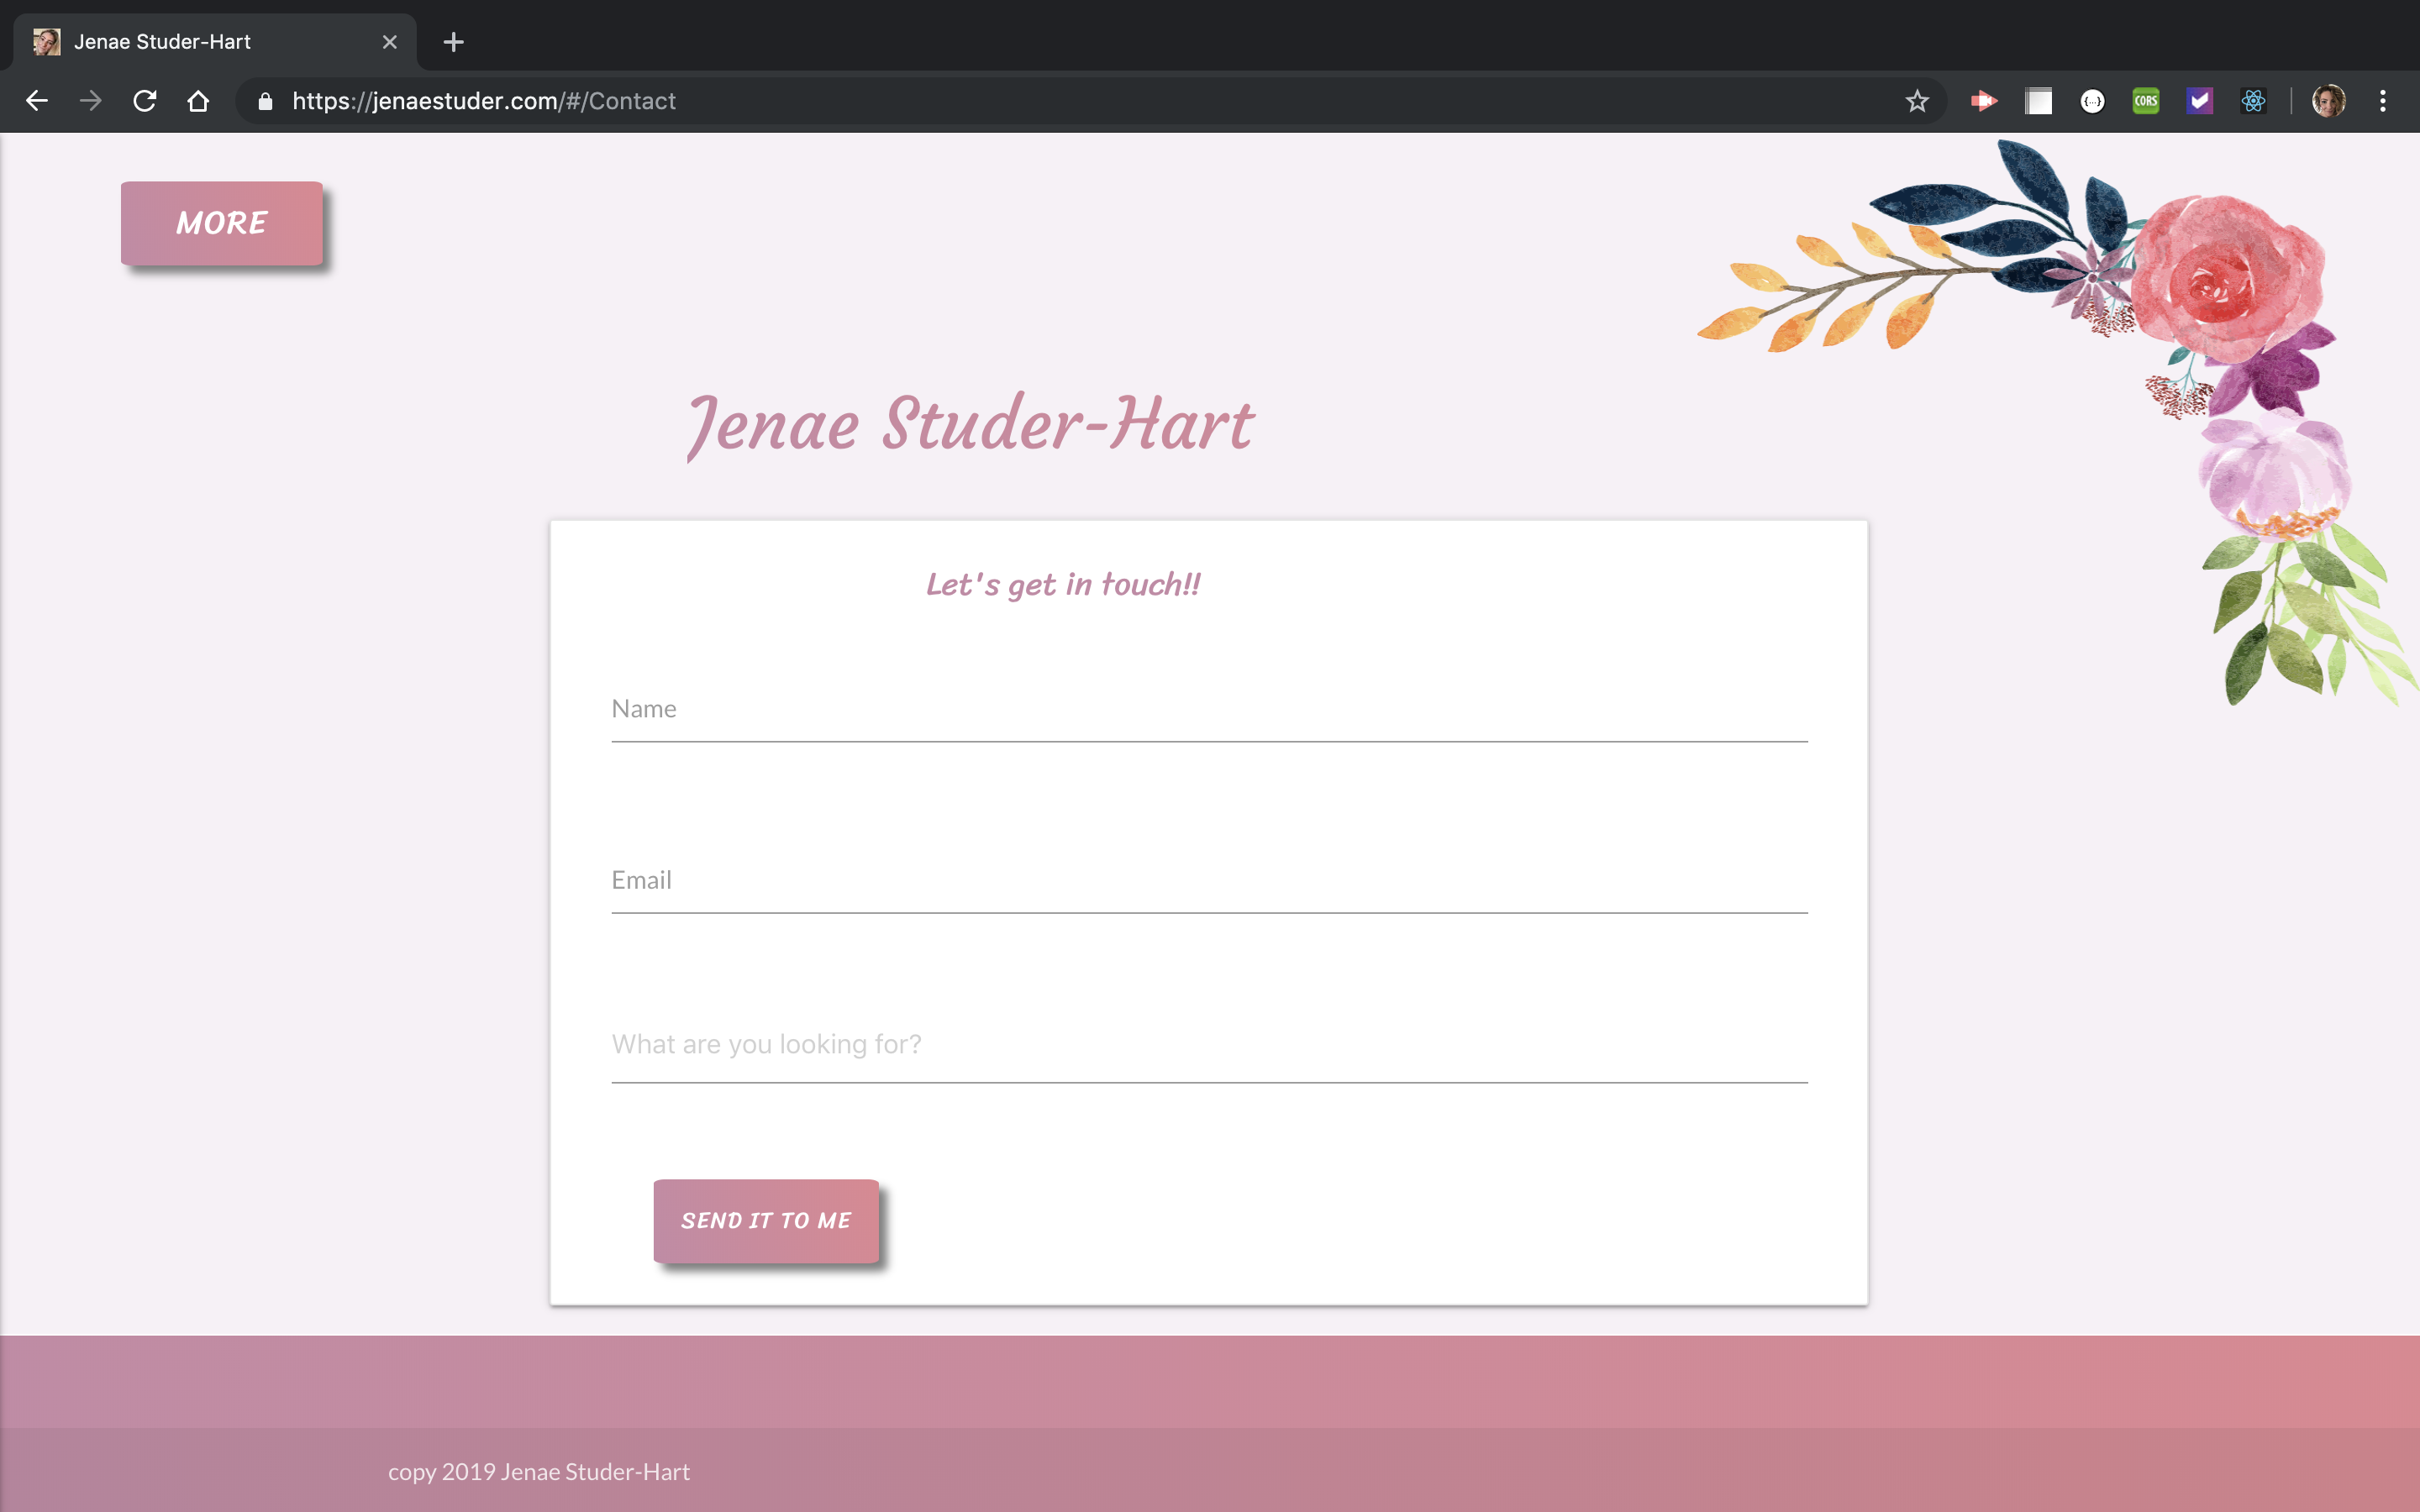 Jenae Studer-Hart
https://jenaestuder.com/#/Contact
{...}
CORS
MORE
Jenae Studer-Hart
Let's get in touch!!
Name
Email
What are you looking for?
SEND IT TO ME
copy 2019 Jenae Studer-Hart